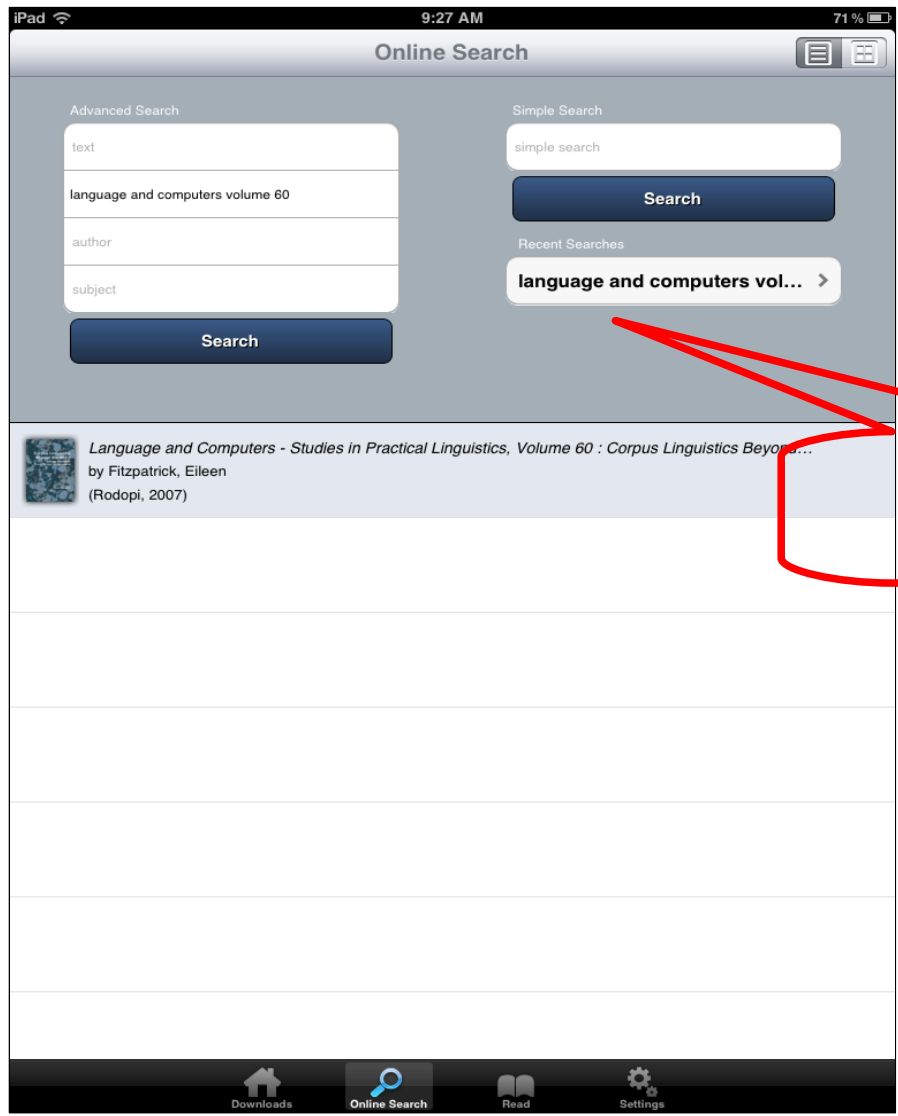 iPad 9:27 AM 71 %
Online Search
Advanced Search
text
language and computers volume 60
author
subject
Search
Simple Search
simple search
Search
Recent Searches
language and computers vol...
Language and Computers - Studies in Practical Linguistics, Volume 60 : Corpus Linguistics Beyond...
by Fitzpatrick, Eileen
(Rodopi, 2007)
Downloads Online Search Read Settings